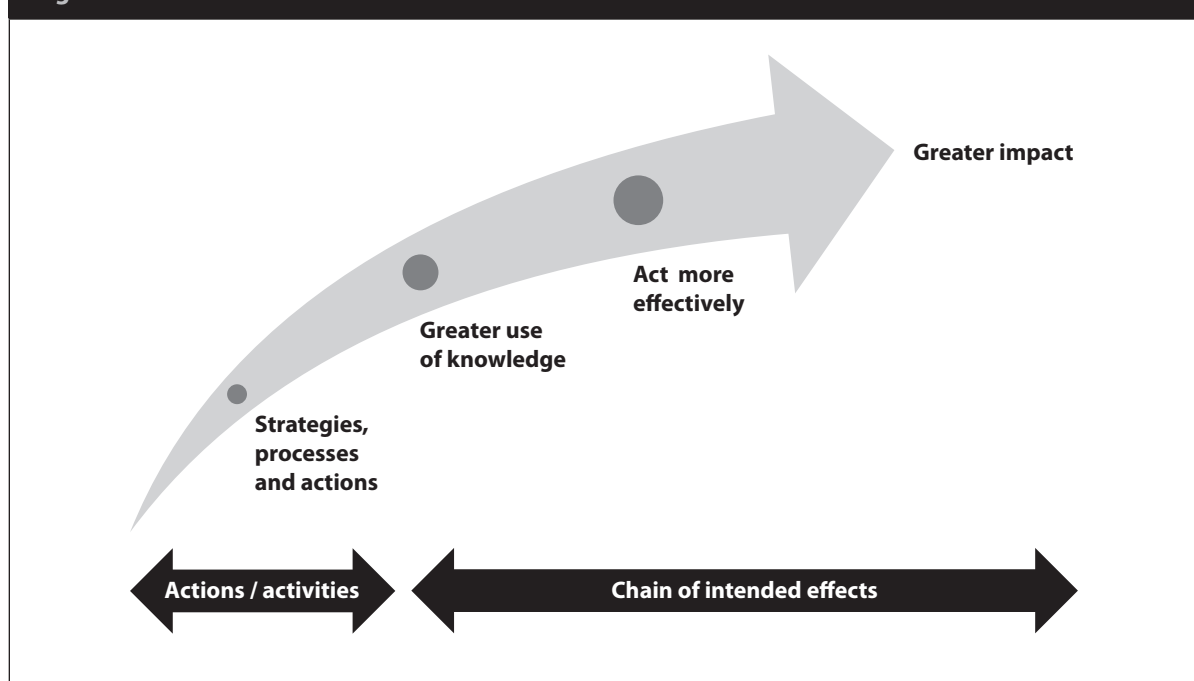 Greater impact
Act more
effectively
Greater use
of knowledge
Strategies,
processes
and actions
Actions / activities
Chain of intended effects